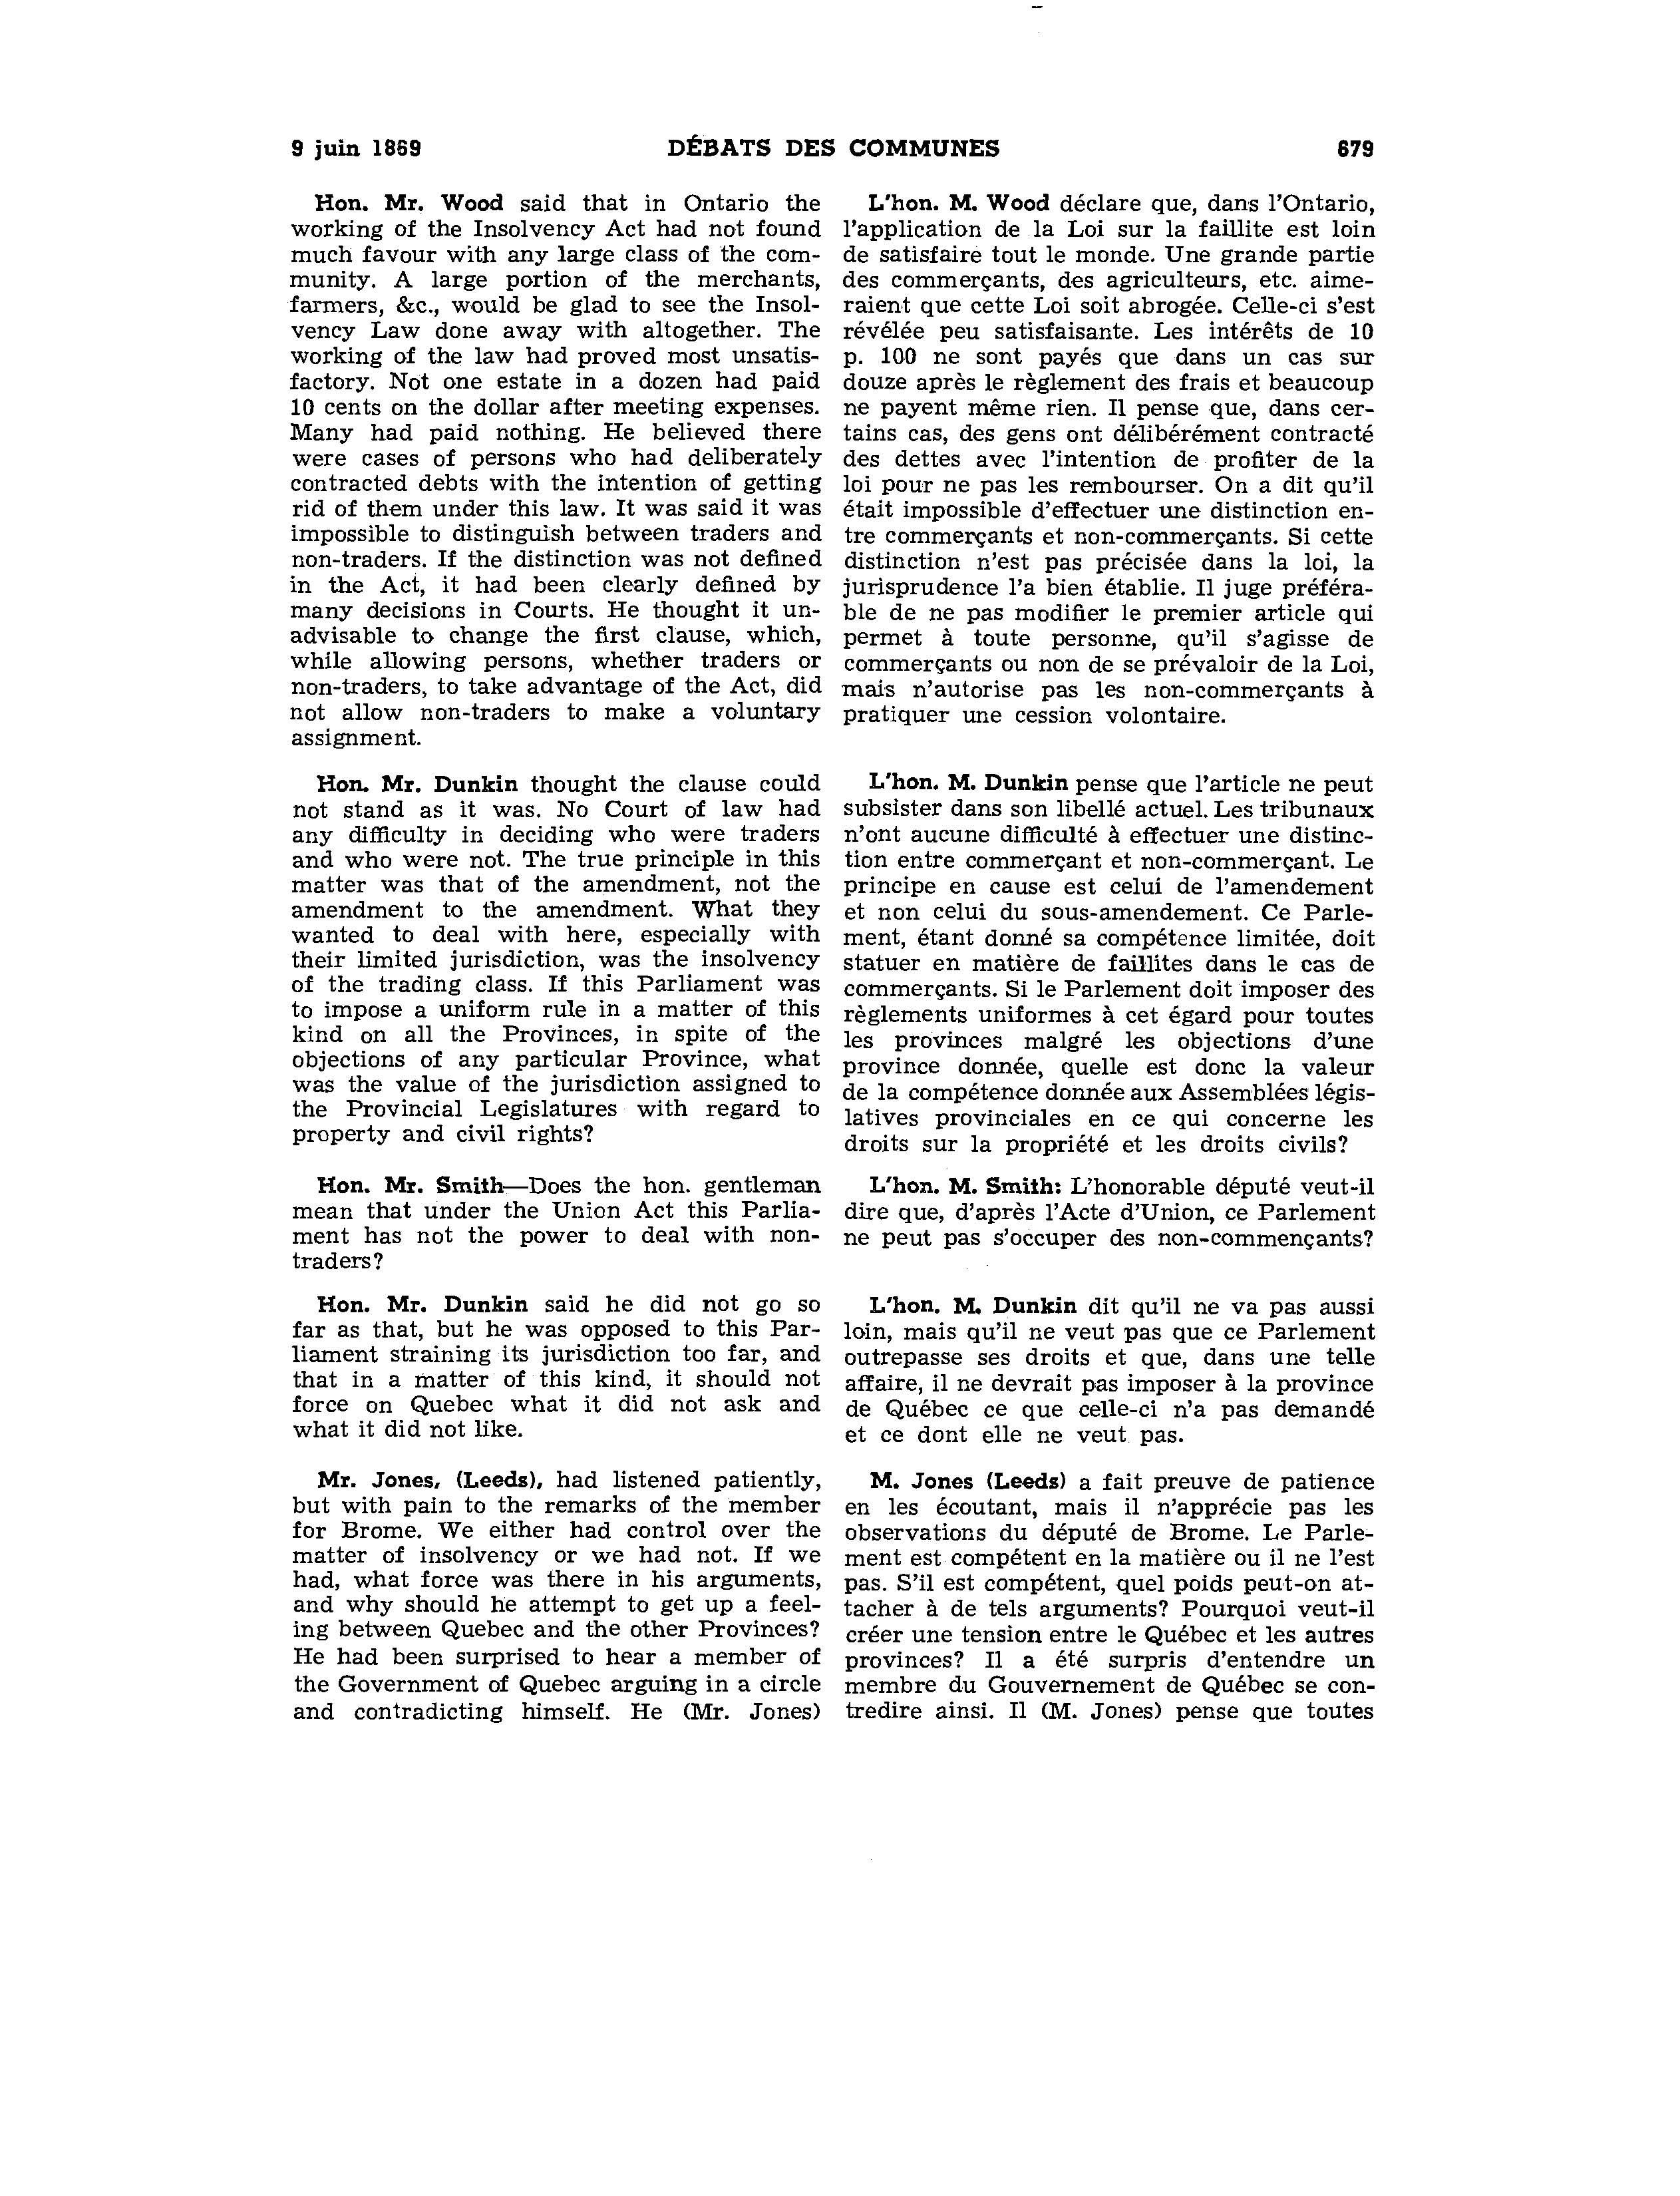 9 juin 1869 DÉBATS DES COMMUNES 679
Hon. Mr. Wood said that in Ontario the
working of the Insolvency Act had not found
much favour with any large class of the com-
munity. A large portion of the merchants,
farmers, &c., would be glad to see the Insol-
vency Law done away with altogether. The
working of the law had proved most unsatis-
factory. Not one estate in a dozen had paid
10 cents on the dollar after meeting expenses.
Many had paid nothing. He believed there
were cases of persons who had deliberately
contracted debts with the intention of getting
rid of them under this law. It was said it was
impossible to distinguish between traders and
non-traders. If the distinction was not defined
in the Act, it had been clearly defined by
many decisions in Courts. He thought it un-
advisable to change the first clause, which,
while allowing persons, whether traders or
non-traders, to take advantage of the Act, did
not allow non-traders to make a voluntary
assignment.
Hon. Mr. Dunkin thought the clause could
not stand as it was. No Court of law had
any difficulty in deciding who were traders
and who were not. The true principle in this
matter was that of the amendment, not the
amendment to the amendment. What they
wanted to deal with here, especially with
their limited jurisdiction, was the insolvency
of the trading class. If this Parliament was
to impose a uniform rule in a matter of this
kind on all the Provinces, in spite of the
objections of any particular Province, what
was the value of the jurisdiction assigned to
the Provincial Legislatures with regard to
property and civil rights?
Hon. Mr. Smith—Does the hon. gentleman
mean that under the Union Act this Parlia-
ment has not the power to deal with non-
traders?
Hon. Mr. Dunkin said he did not go so
far as that, but he was opposed to this Par-
liament straining its jurisdiction too far, and
that in a matter of this kind, it should not
force on Quebec what it did not ask and
what it did not like.
Mr. Jones, (Leeds), had listened patiently,
but with pain to the remarks of the member
for Brome. We either had control over the
matter of insolvency or we had not. If we
had, what force was there in his arguments,
and why should he attempt to get up a feel-
ing between Quebec and the other Provinces?
He had been surprised to hear a member of
the Government of Quebec arguing in a circle
and contradicting himself. He (Mr. Jones)
L'hon. M. Wood déclare que, dans l'Ontario,
l'application de la Loi sur la faillite est loin
de satisfaire tout le monde. Une grande partie
des commerçants, des agriculteurs, etc. aime-
raient que cette Loi soit abrogée. Celle-ci s'est
révélée peu satisfaisante. Les intérêts de 10
p. 100 ne sont payés que dans un cas sur
douze après le règlement des frais et beaucoup
ne payent même rien. Il pense que, dans cer-
tains cas, des gens ont délibérément contracté
des dettes avec l'intention de profiter de la
loi pour ne pas les rembourser. On a dit qu'il
était impossible d'effectuer une distinction en-
tre commerçants et non-commerçants. Si cette
distinction n'est pas précisée dans la loi, la
jurisprudence l'a bien établie. Il juge préféra-
ble de ne pas modifier le premier article qui
permet à toute personne, qu'il s'agisse de
commerçants ou non de se prévaloir de la Loi,
mais n'autorise pas les non-commerçants à
pratiquer une cession volontaire.
L'hon. M. Dunkin pense que l'article ne peut
subsister dans son libellé actuel. Les tribunaux
n'ont aucune difficulté à effectuer une distinc-
tion entre commerçant et non-commerçant. Le
principe en cause est celui de l'amendement
et non celui du sous-amendement. Ce Parle-
ment, étant donné sa compétence limitée, doit
statuer en matière de faillites dans le cas de
commerçants. Si le Parlement doit imposer des
règlements uniformes à cet égard pour toutes
les provinces malgré les objections d'une
province donnée, quelle est donc la valeur
de la compétence donnée aux Assemblées légis-
latives provinciales en ce qui concerne les
droits sur la propriété et les droits civils?
L'hon. M. Smith: L'honorable député veut-il
dire que, d'après l'Acte d'Union, ce Parlement
ne peut pas s'occuper des non-commençants?
L'hon. M. Dunkin dit qu'il ne va pas aussi
loin, mais qu'il ne veut pas que ce Parlement
outrepasse ses droits et que, dans une telle
affaire, il ne devrait pas imposer à la province
de Québec ce que celle-ci n'a pas demandé
et ce dont elle ne veut pas.
M. Jones (Leeds) a fait preuve de patience
en les écoutant, mais il n'apprécie pas les
observations du député de Brome. Le Parle-
ment est compétent en la matière ou il ne l'est
pas. S'il est compétent, quel poids peut-on at-
tacher à de tels arguments? Pourquoi veut-il
créer une tension entre le Québec et les autres
provinces? Il a été surpris d'entendre un
membre du Gouvernement de Québec se con-
tredire ainsi. Il (M. Jones) pense que toutes